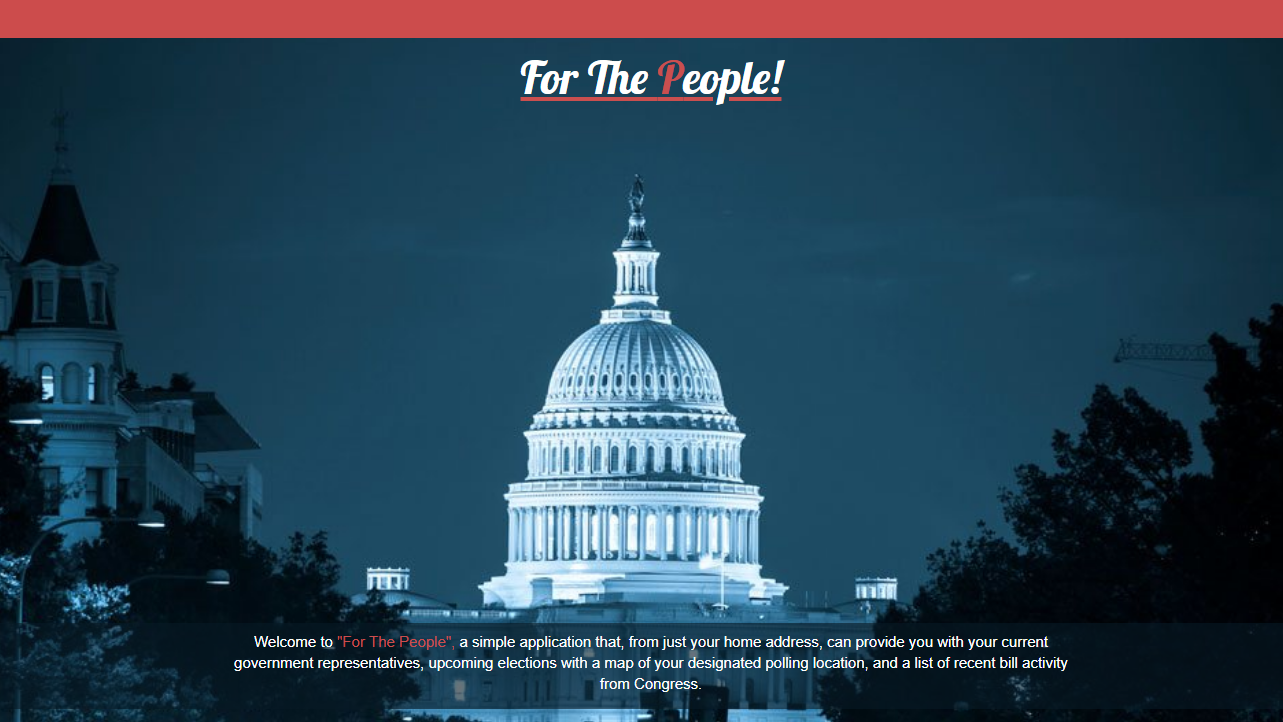 For The People!
Welcome to "For The People", a simple application that, from just your home address, can provide you with your current
government representatives, upcoming elections with a map of your designated polling location, and a list of recent bill activity
from Congress.